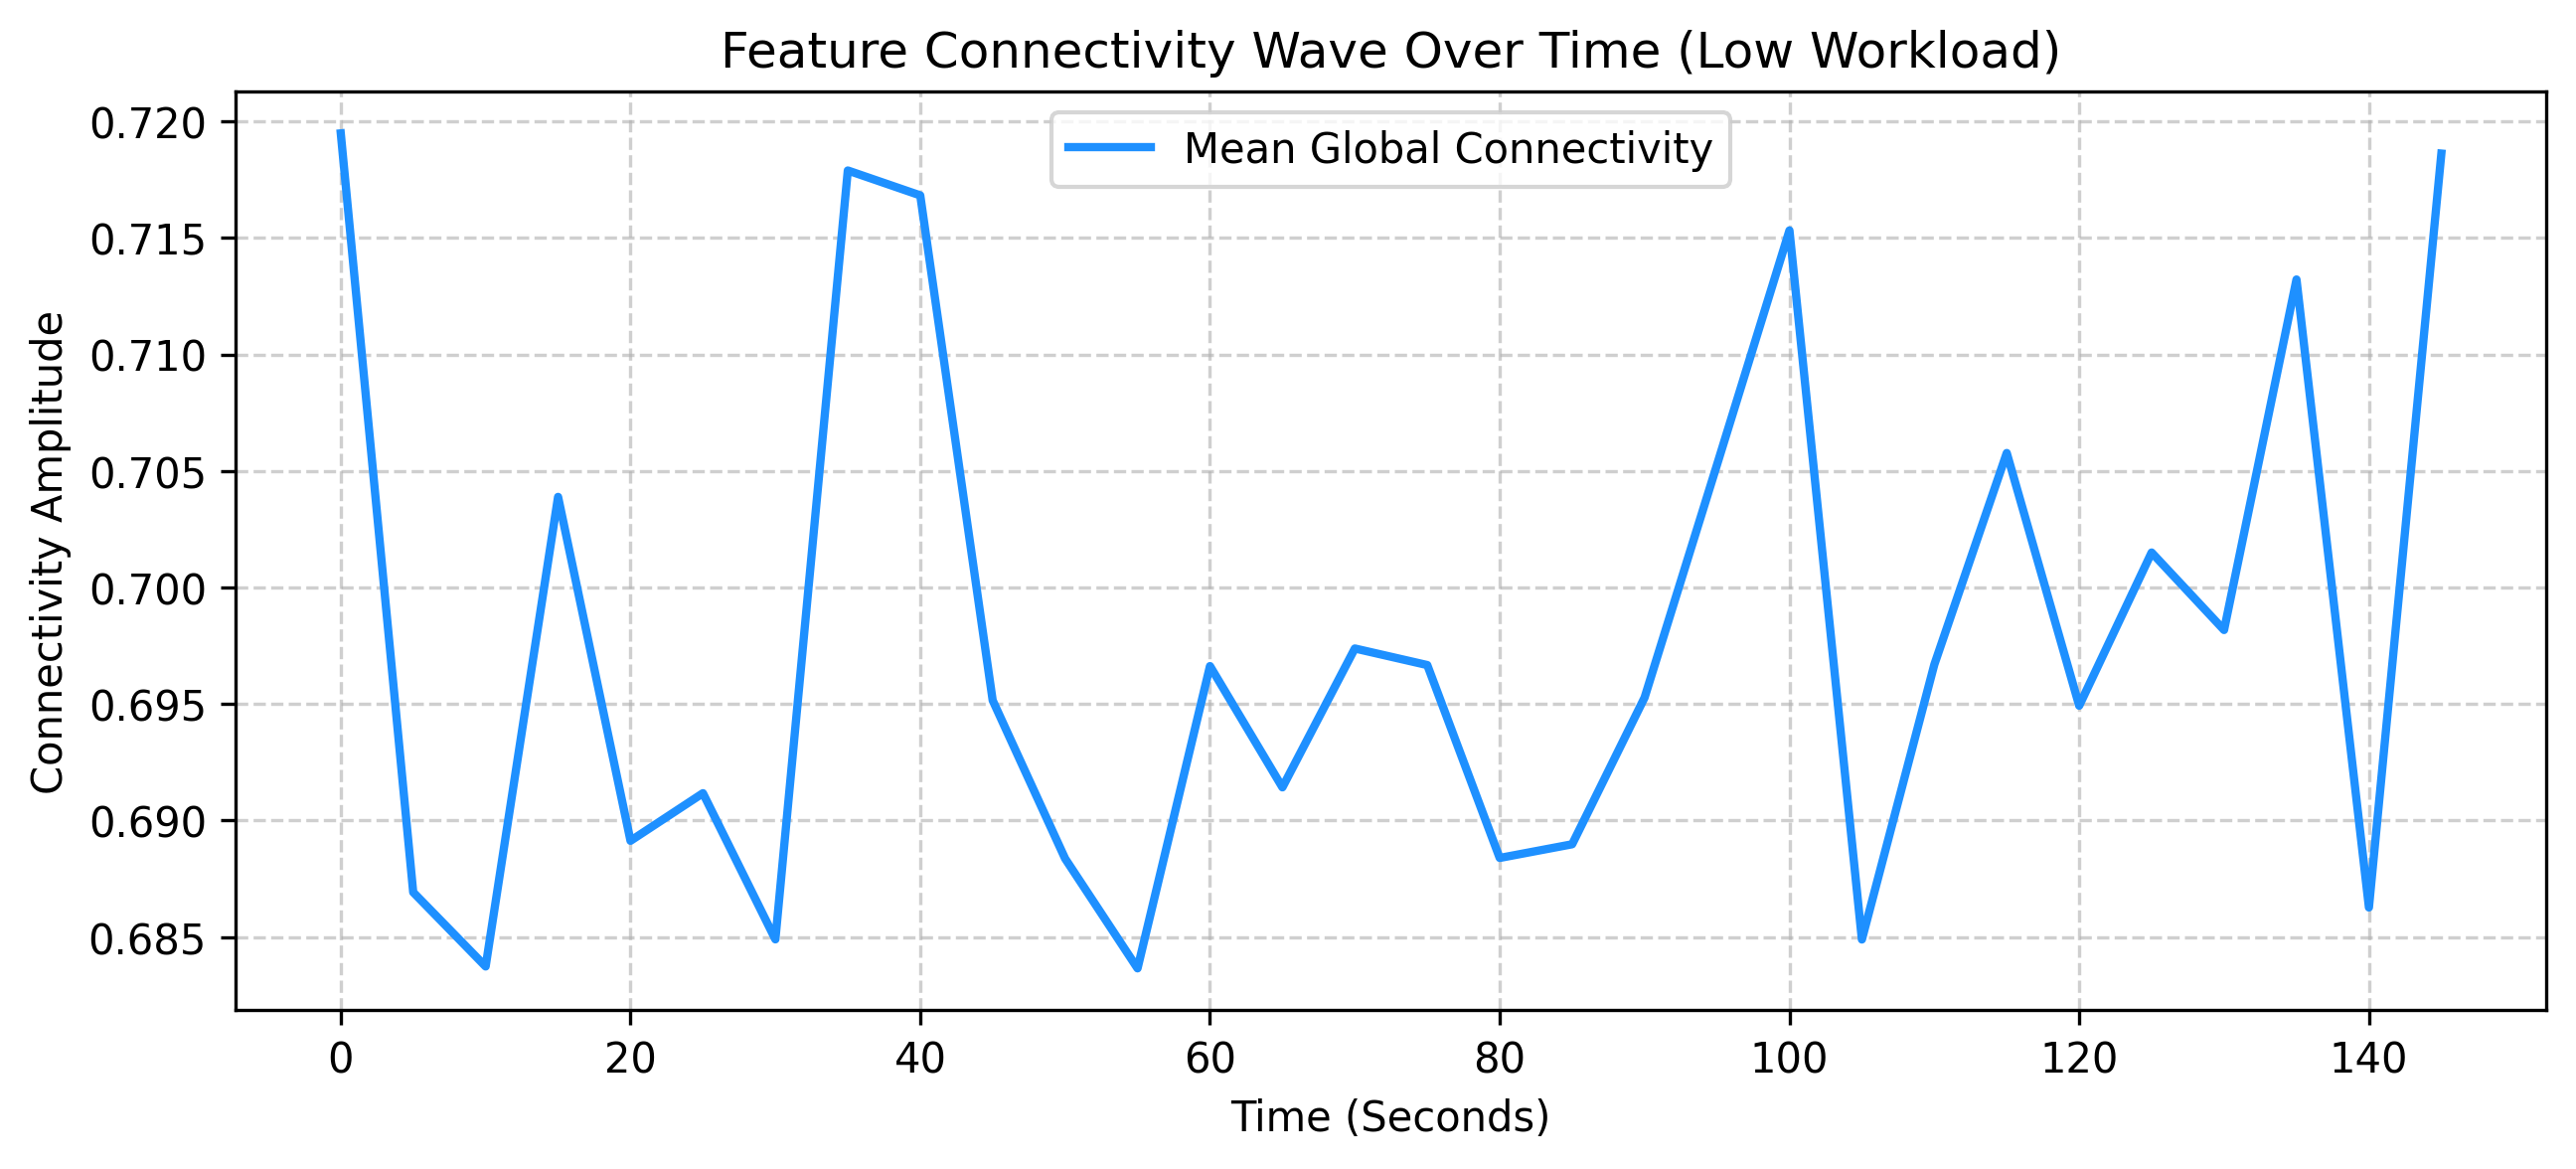 Feature Connectivity Wave Over Time (Low Workload)
Mean Global Connectivity
Connectivity Amplitude
0.720
0.715
0.710
0.705
0.700
0.695
0.690
0.685
0 20 40 60 80 100 120 140
Time (Seconds)